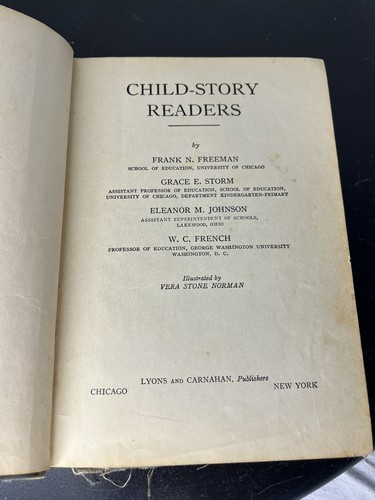 CHILD-STORY
READERS
by
FRANK N. FREEMAN
SCHOOL OF EDUCATION, UNIVERSITY OF CHICAGO
GRACE E. STORM
ASSISTANT PROFESSOR OF EDUCATION, SCHOOL OF EDUCATION,
UNIVERSITY OF CHICAGO, DEPARTMENT KINDERGARTEN-PRIMARY
ELEANOR M. JOHNSON
ASSISTANT SUPERINTENDENT OF SCHOOLS,
LAKEWOOD, OHIO
W. C. FRENCH
PROFESSOR OF EDUCATION, GEORGE WASHINGTON UNIVERSITY
WASHINGTON, D. C.
Illustrated by
VERA STONE NORMAN
LYONS AND CARNAHAN, Publishers
CHICAGO NEW YORK